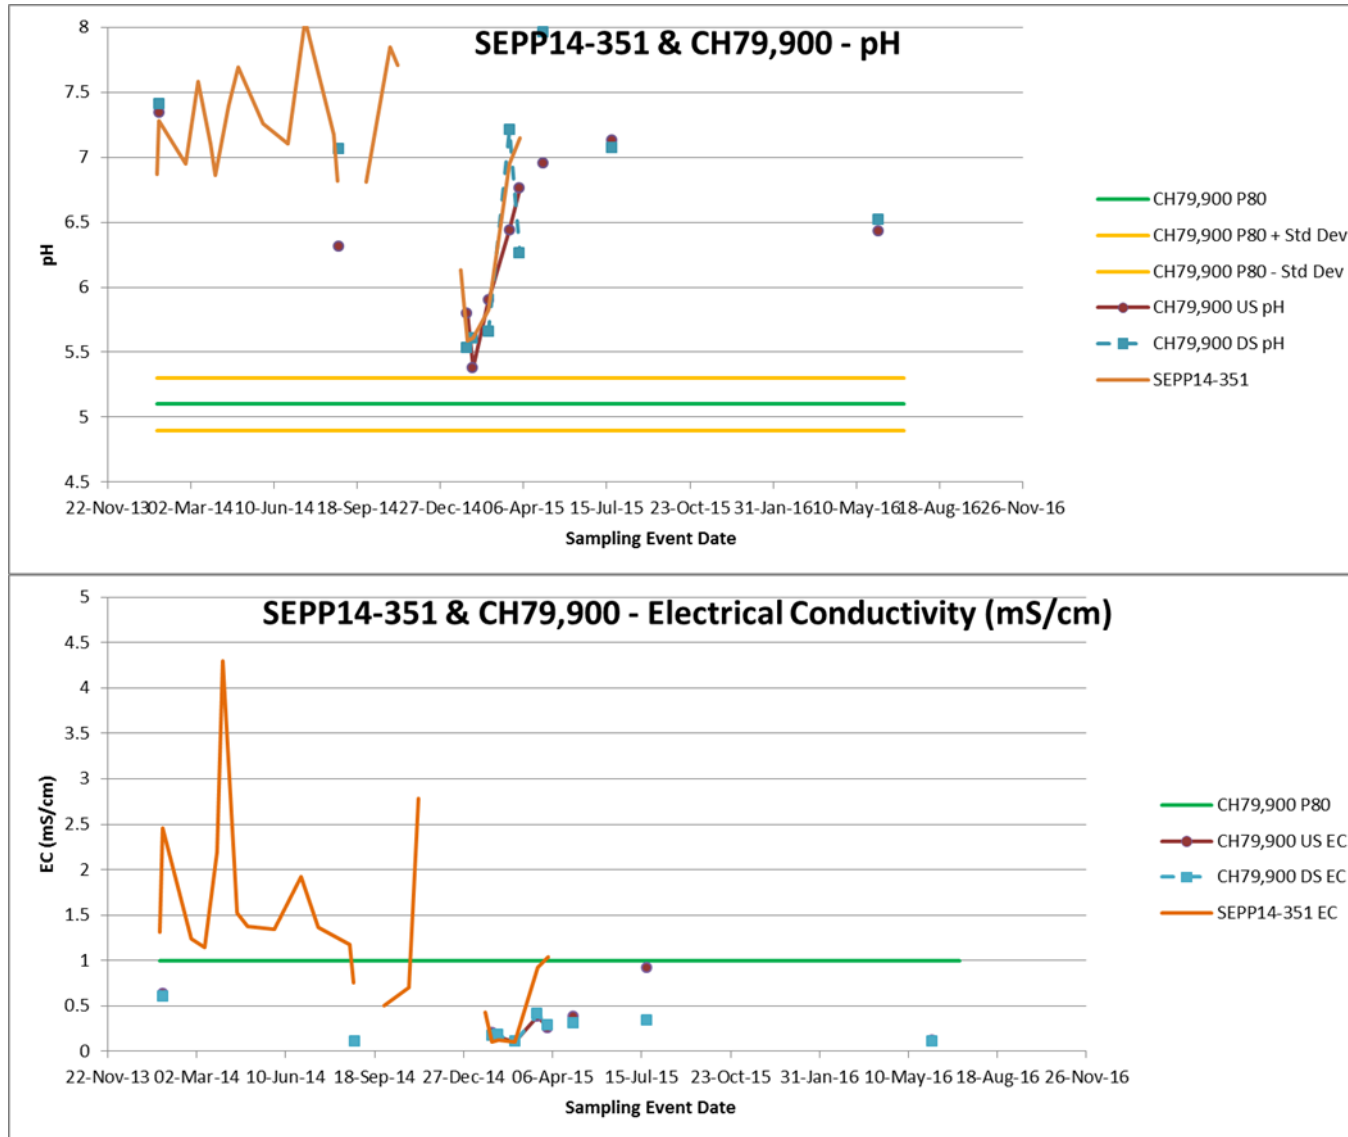 SEPP14-351 & CH79,900 - pH
8
7.5
7
6.5
6
5.5
5
4.5
pH
22-Nov-13 02-Mar-14 10-Jun-14 18-Sep-14 27-Dec-14 06-Apr-15 15-Jul-15 23-Oct-15 31-Jan-16 10-May-16 18-Aug-16 26-Nov-16
Sampling Event Date
CH79,900 P80
CH79,900 P80 + Std Dev
CH79,900 P80 - Std Dev
CH79,900 US pH
CH79,900 DS pH
SEPP14-351
SEPP14-351 & CH79,900 - Electrical Conductivity (mS/cm)
5
4.5
4
3.5
3
2.5
2
1.5
1
0.5
0
EC (mS/cm)
22-Nov-13 02-Mar-14 10-Jun-14 18-Sep-14 27-Dec-14 06-Apr-15 15-Jul-15 23-Oct-15 31-Jan-16 10-May-16 18-Aug-16 26-Nov-16
Sampling Event Date
CH79,900 P80
CH79,900 US EC
CH79,900 DS EC
SEPP14-351 EC